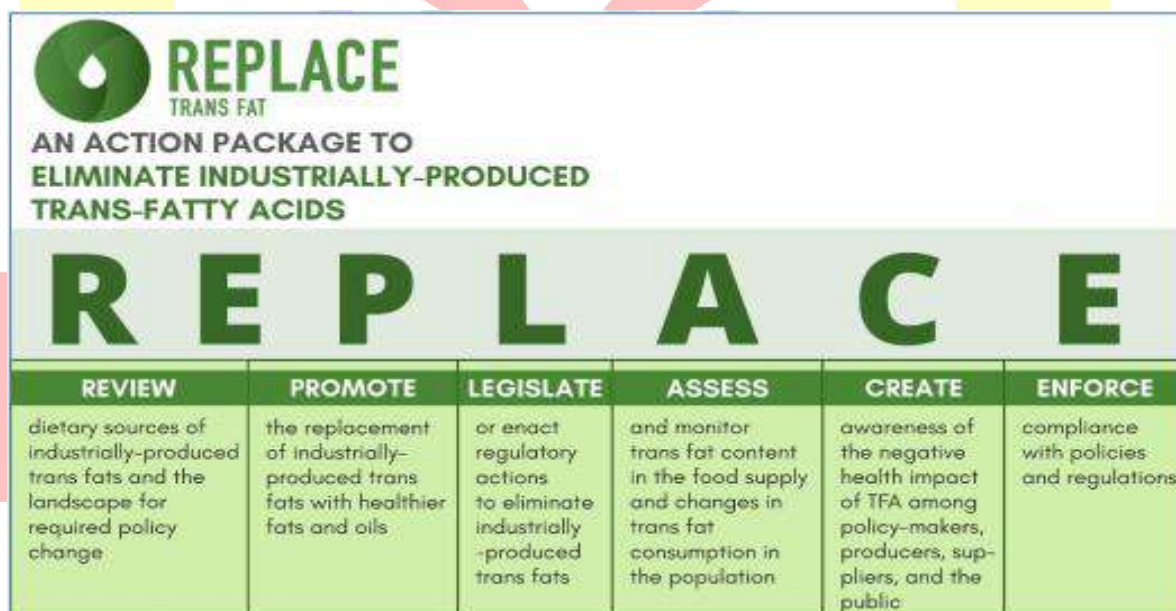 REPLACE
TRANS FAT
AN ACTION PACKAGE TO
ELIMINATE INDUSTRIALLY-PRODUCED
TRANS-FATTY ACIDS
R E P L A C E
REVIEW
dietary sources of
industrially-produced
trans fats and the
landscape for
required policy
change
PROMOTE
the replacement
of industrially-
produced trans
fats with healthier
fats and oils
LEGISLATE
or enact
regulatory
actions
to eliminate
industrially
-produced
trans fats
ASSESS
and monitor
trans fat content
in the food supply
and changes in
trans fat
consumption in
the population
CREATE
awareness of
the negative
health impact
of TFA among
policy-makers,
producers, sup-
pliers, and the
public
ENFORCE
compliance
with policies
and regulations